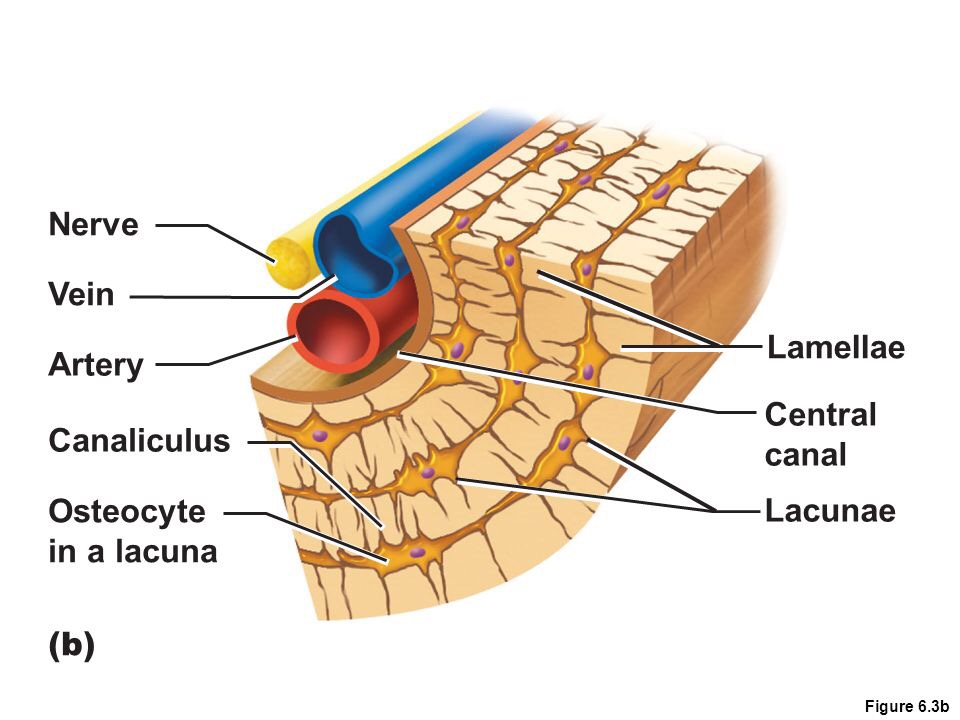 Nerve
Vein
Artery
Canaliculus
Osteocyte
in a lacuna
Lamellae
Central
canal
Lacunae
(b)
Figure 6.3b